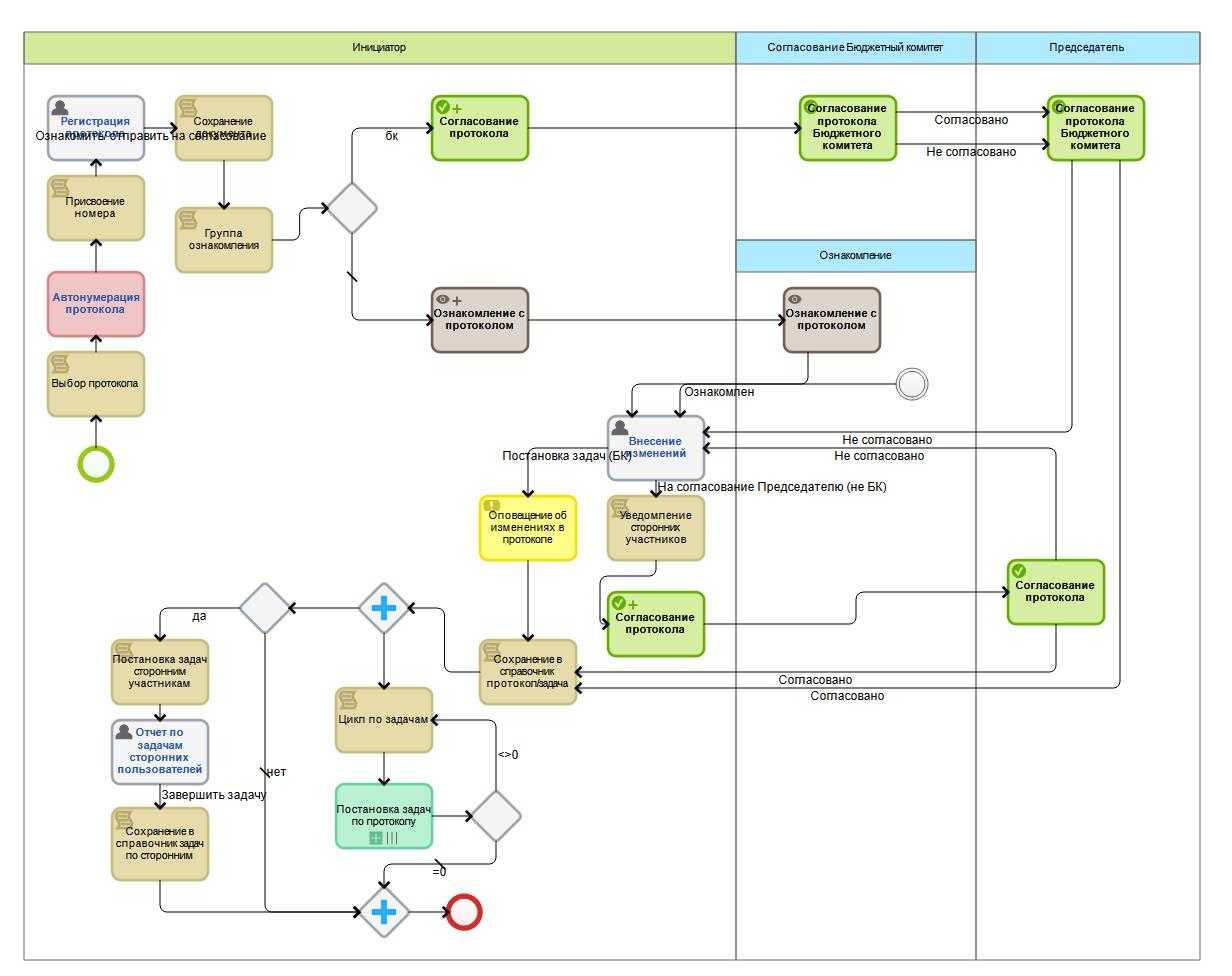 Инициатор
Согласование Бюджетный комитет
Председатель
Регистрация
протокола
Сохранение
документа
Ознакомить отправить на согласование
бк
Согласование
протокола
Согласование
протокола
Бюджетного
комитета
Согласовано
Не согласовано
Согласование
протокола
Бюджетного
комитета
Присвоение
номера
Группа
ознакомления
Ознакомление
Автонумерация
протокола
Ознакомление с
протоколом
Ознакомление с
протоколом
Выбор протокола
Ознакомлен
Внесение
изменений
Не согласовано
Не согласовано
Постановка задач (БК)
На согласование Председателю (не БК)
Оповещение об
изменениях в
протоколе
Уведомление
сторонних
участников
Согласование
протокола
Согласование
протокола
да
Постановка задач
сторонним
участникам
Сохранение в
справочник
протокол/задача
Согласовано
Согласовано
Цикл по задачам
Отчет по
задачам
сторонних
пользователей
<>0
нет
Завершить задачу
Постановка задач
по протоколу
Сохранение в
справочник задач
по сторонним
=0